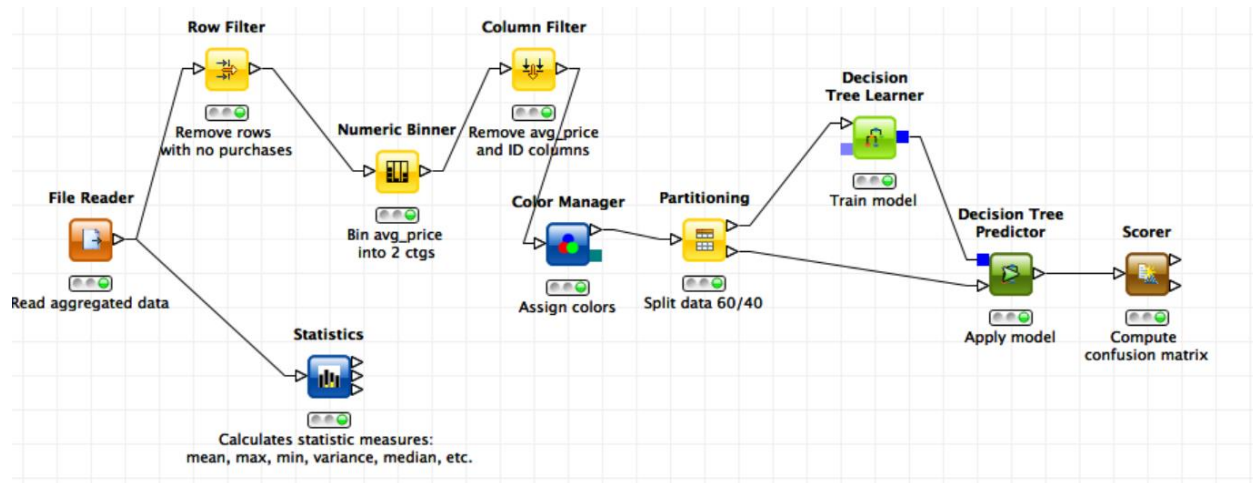 Row Filter
Remove rows
with no purchases
Column Filter
Remove avg_price
and ID columns
Numeric Binner
Bin avg_price
into 2 ctgs
File Reader
Read aggregated data
Color Manager
Assign colors
Partitioning
Split data 60/40
Decision
Tree Learner
Train model
Decision Tree
Predictor
Apply model
Scorer
Compute
confusion matrix
Statistics
Calculates statistic measures:
mean, max, min, variance, median, etc.